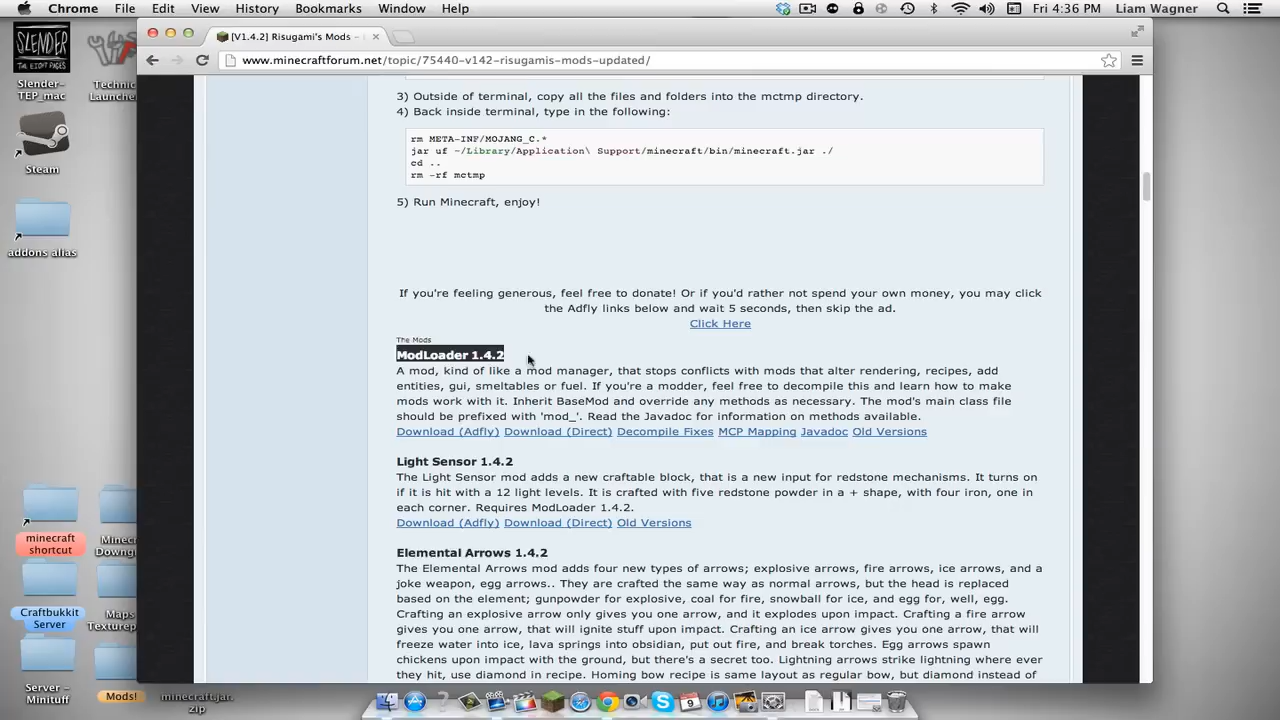 Chrome File Edit View History Bookmarks Window Help Fri 4:36 PM Liam Wagner
[V1.4.2] Risugami's Mods -
www.minecraftforum.net/topic/75440-v142-risugamis-mods-updated/
3) Outside of terminal, copy all the files and folders into the mctmp directory.
4) Back inside terminal, type in the following:
rm META-INF/MOJANG_C.*
jar uf ~/Library/Application\ Support/minecraft/bin/minecraft.jar ./
cd ..
rm -rf mctmp
5) Run Minecraft, enjoy!
If you're feeling generous, feel free to donate! Or if you'd rather not spend your own money, you may click
the Adfly links below and wait 5 seconds, then skip the ad.
Click Here
The Mods
ModLoader 1.4.2
A mod, kind of like a mod manager, that stops conflicts with mods that alter rendering, recipes, add
entities, gui, smeltables or fuel. If you're a modder, feel free to decompile this and learn how to make
mods work with it. Inherit BaseMod and override any methods as necessary. The mod's main class file
should be prefixed with 'mod_'. Read the Javadoc for information on methods available.
Download (Adfly) Download (Direct) Decompile Fixes MCP Mapping Javadoc Old Versions
Light Sensor 1.4.2
The Light Sensor mod adds a new craftable block, that is a new input for redstone mechanisms. It turns on
if it is hit with a 12 light levels. It is crafted with five redstone powder in a + shape, with four iron, one in
each corner. Requires ModLoader 1.4.2.
Download (Adfly) Download (Direct) Old Versions
Elemental Arrows 1.4.2
The Elemental Arrows mod adds four new types of arrows; explosive arrows, fire arrows, ice arrows, and a
joke weapon, egg arrows.. They are crafted the same way as normal arrows, but the head is replaced
based on the element; gunpowder for explosive, coal for fire, snowball for ice, and egg for, well, egg.
Crafting an explosive arrow only gives you one arrow, and it explodes upon impact. Crafting a fire arrow
gives you one arrow, that will ignite stuff upon impact. Crafting an ice arrow gives you one arrow, that will
freeze water into ice, lava springs into obsidian, put out fire, and break torches. Egg arrows spawn
chickens upon impact with the ground, but there's a secret too. Lightning arrows strike lightning where ever
they hit, use diamond in recipe. Homing bow recipe is same layout as regular bow, but diamond instead of
SLENDER
THE EIGHT PAGES
Slender-
TEP_mac
Technic
Launcher
Steam
addons alias
minecraft
shortcut
Minec
Downgr
Craftbukkit
Server
Maps
Texturep
Server -
Minituff
Mods!
minecraft.jar.
zip
9